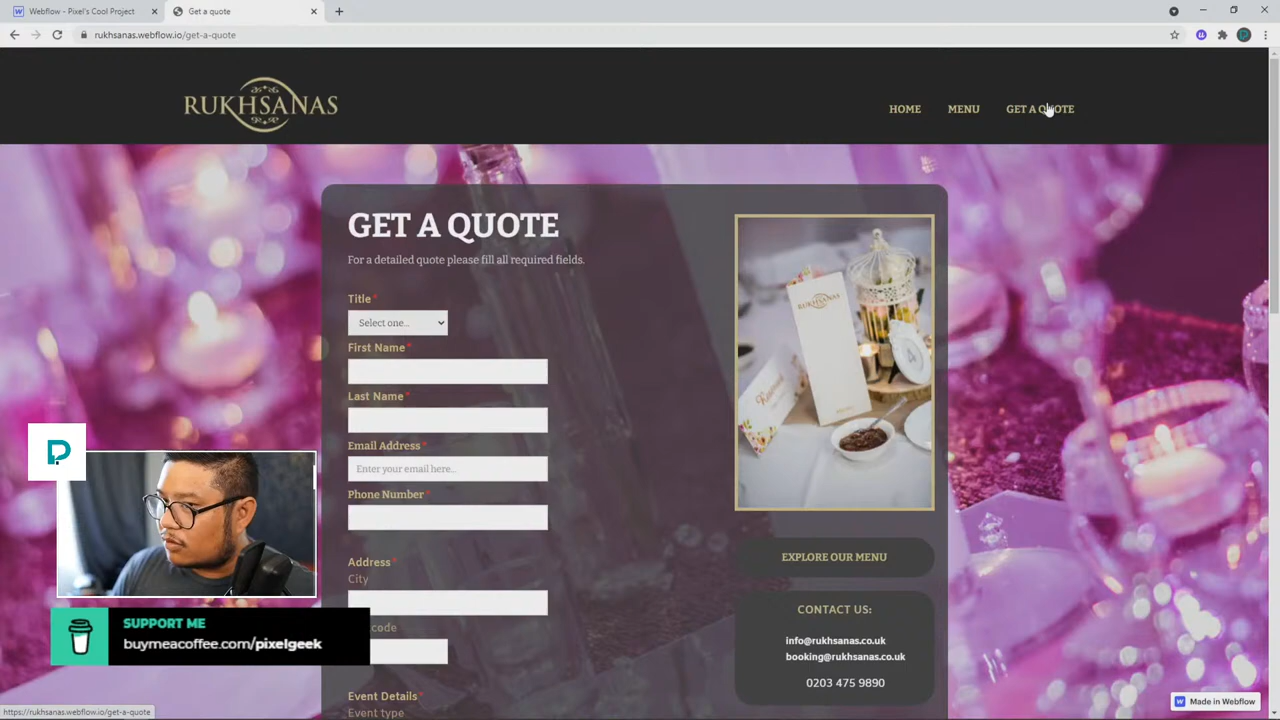 Webflow - Pixel's Cool Project
Get a quote
rukhsanas.webflow.io/get-a-quote
RUKHSANAS
HOME
MENU
GET A QUOTE
GET A QUOTE
For a detailed quote please fill all required fields.
Title*
Select one...
First Name*
Last Name*
Email Address*
Enter your email here...
Phone Number*
Address*
City
code
Event Details*
Event type
RUKHSANAS
EXPLORE OUR MENU
CONTACT US:
info@rukhsanas.co.uk
booking@rukhsanas.co.uk
0203 475 9890
SUPPORT ME
buymeacoffee.com/pixelgeek
Made in Webflow
https://rukhsanas.webflow.io/get-a-quote